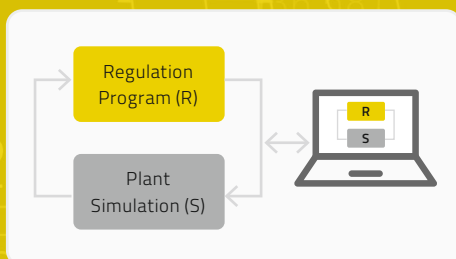 Regulation
Program (R)
R
S
Plant
Simulation (S)